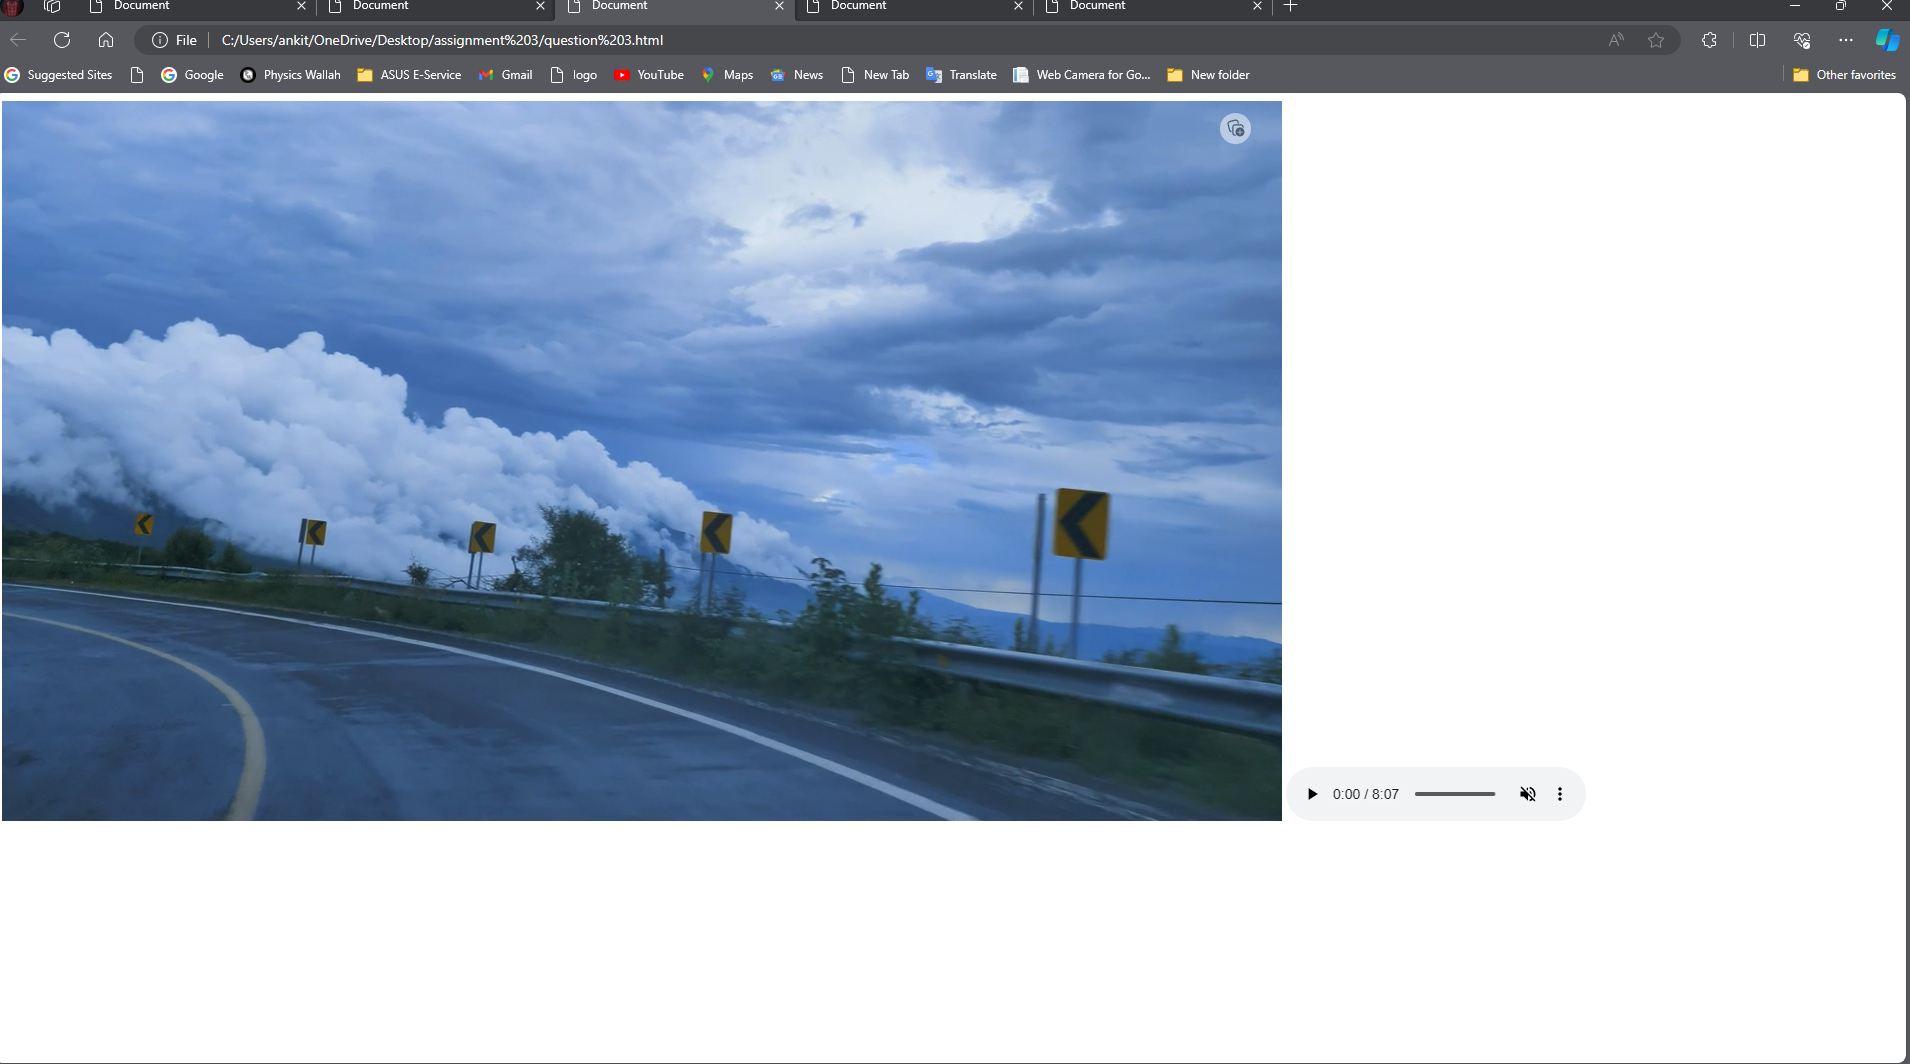 Document Document Document Document Document
File C:/Users/ankit/OneDrive/Desktop/assignment%203/question%203.html
Suggested Sites Google Physics Wallah ASUS E-Service Gmail logo YouTube Maps News New Tab Translate Web Camera for Go... New folder Other favorites
0:00 / 8:07